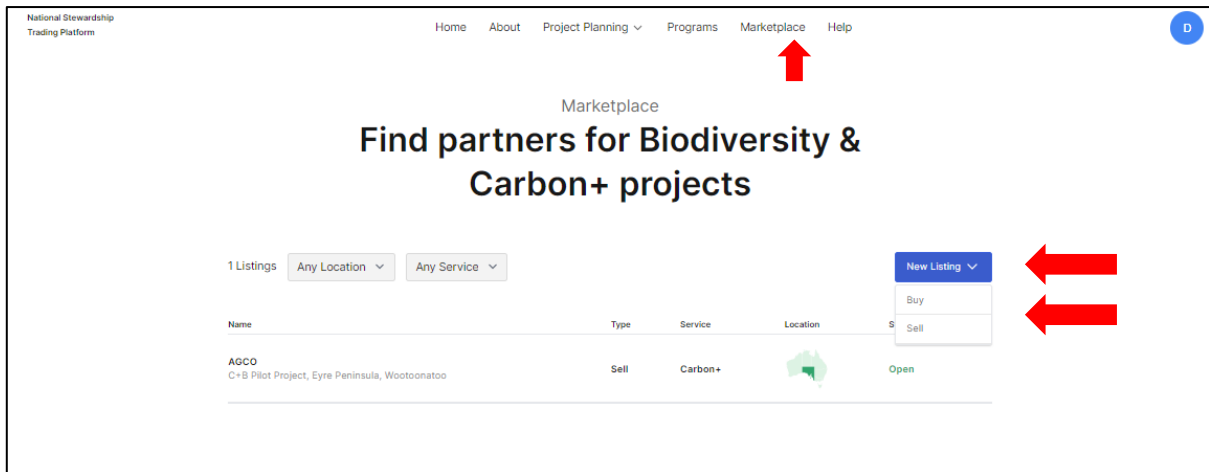 National Stewardship
Trading Platform
Home About Project Planning Programs Marketplace Help
D
Marketplace
Find partners for Biodiversity &
Carbon+ projects
1 Listings Any Location Any Service New Listing
Buy
Sell
Name Type Service Location S
AGCO
C+B Pilot Project, Eyre Peninsula, Wootoonatoo
Sell Carbon+ Open